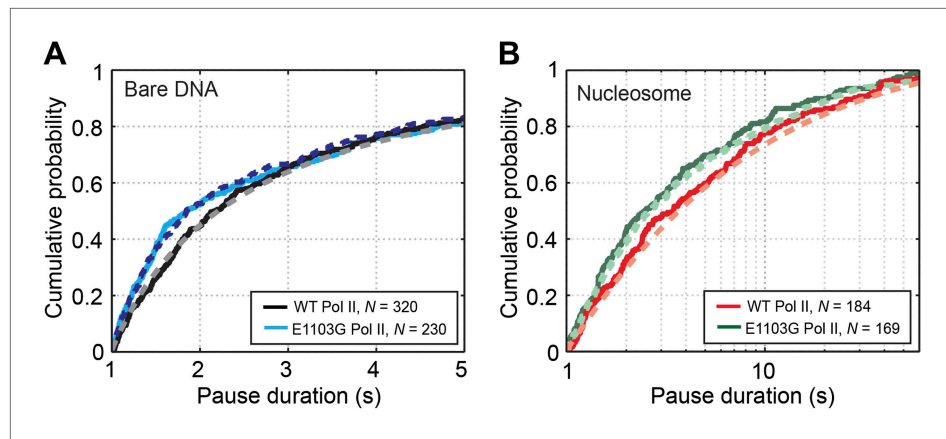 A
Bare DNA
Cumulative probability
1
0.8
0.6
0.4
0.2
0
1
2
3
4
5
Pause duration (s)
WT Pol II, N = 320
E1103G Pol II, N = 230
B
Nucleosome
Cumulative probability
1
0.8
0.6
0.4
0.2
0
1
10
Pause duration (s)
WT Pol II, N = 184
E1103G Pol II, N = 169